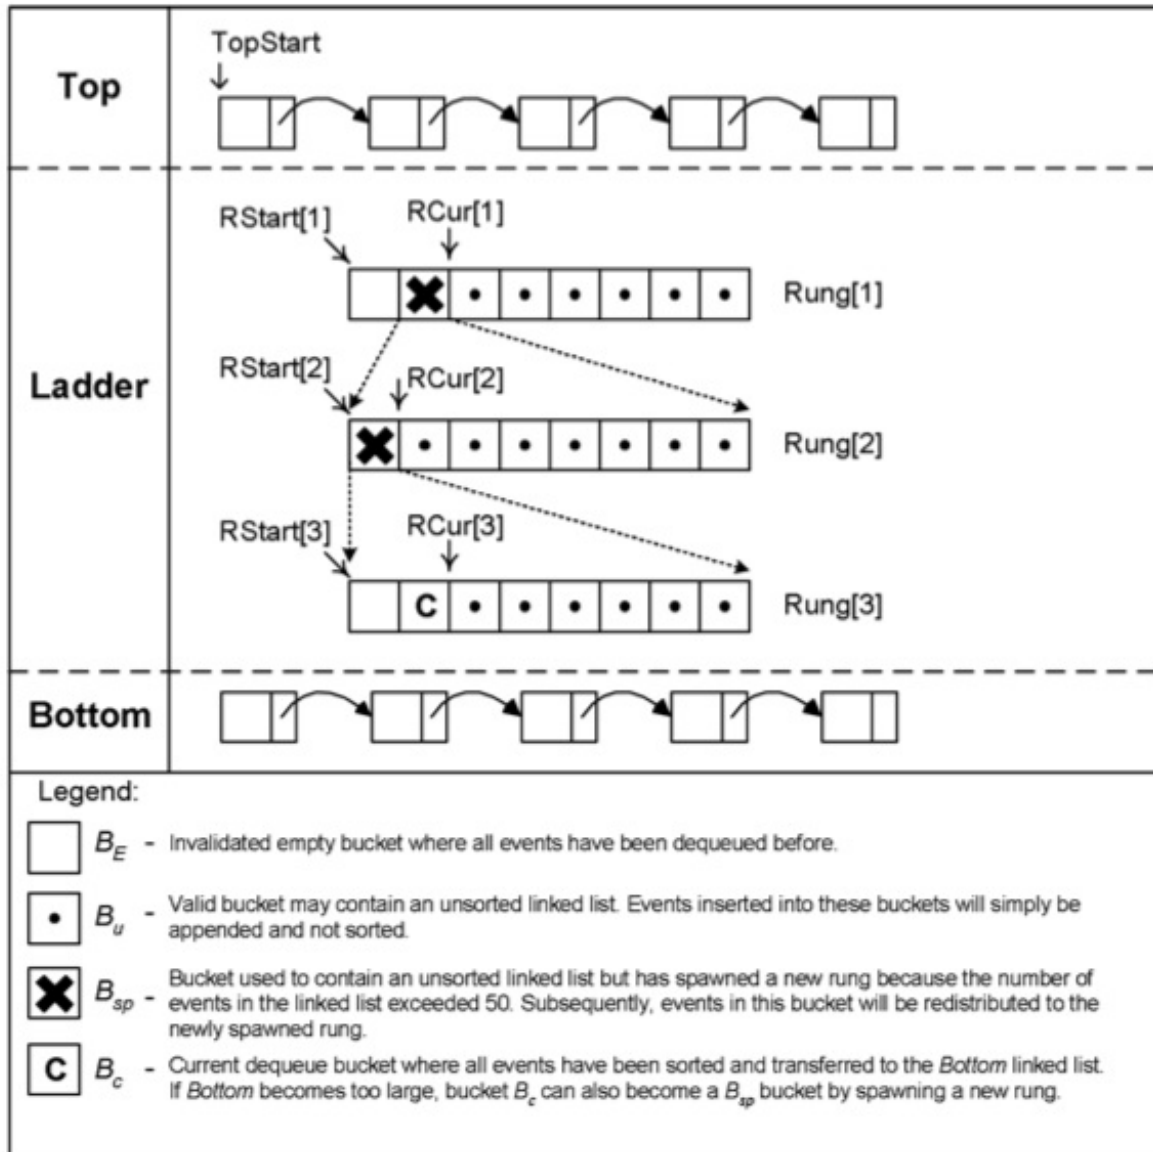 Top
TopStart
Ladder
RStart[1]
RCur[1]
Rung[1]
RStart[2]
RCur[2]
Rung[2]
RStart[3]
RCur[3]
C
Rung[3]
Bottom
Legend:
B_E - Invalidated empty bucket where all events have been dequeued before.
B_u - Valid bucket may contain an unsorted linked list. Events inserted into these buckets will simply be
appended and not sorted.
Bucket used to contain an unsorted linked list but has spawned a new rung because the number of
B_sp - events in the linked list exceeded 50. Subsequently, events in this bucket will be redistributed to the
newly spawned rung.
C B_c - Current dequeue bucket where all events have been sorted and transferred to the Bottom linked list.
If Bottom becomes too large, bucket B_c can also become a B_sp bucket by spawning a new rung.